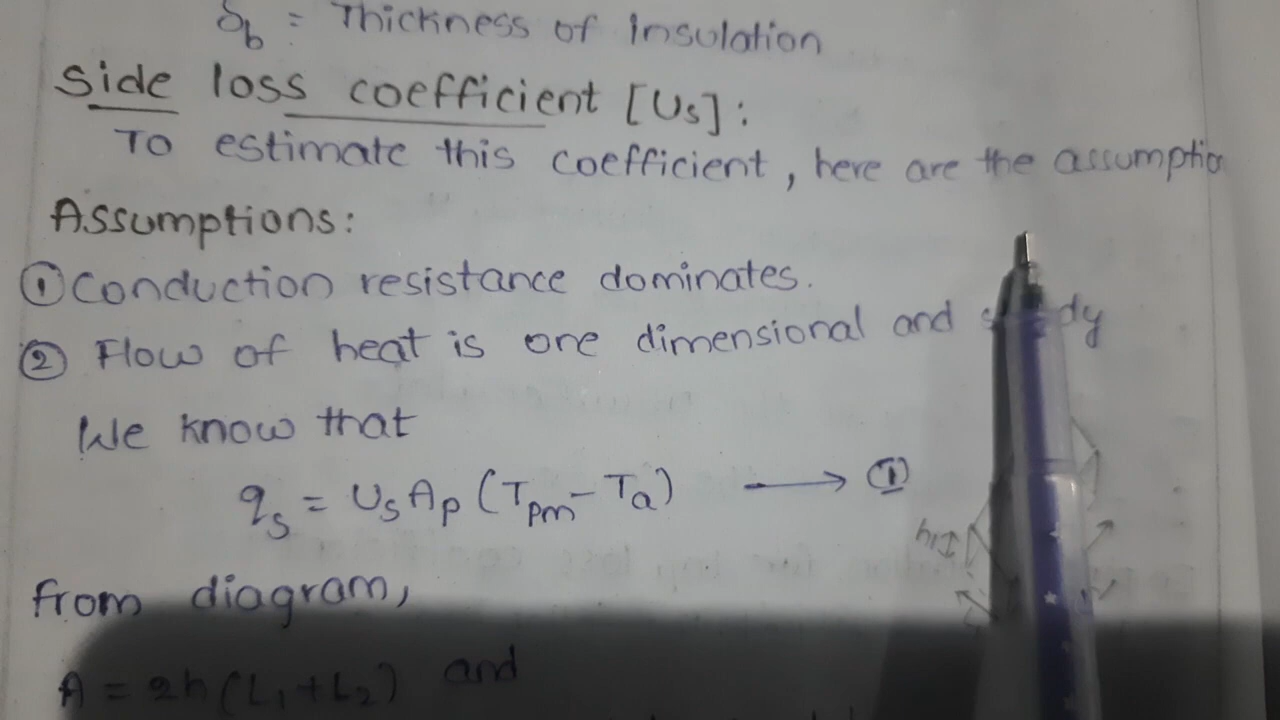 δb = Thickness of Insulation
Side loss coefficient [Us]:
To estimate this coefficient, here are the assumptio
Assumptions:
① Conduction resistance dominates.
② Flow of heat is one dimensional and
We know that
qs = Us Ap (Tpm - Ta) → ①
from diagram,
A = 2h (L1 + L2) and